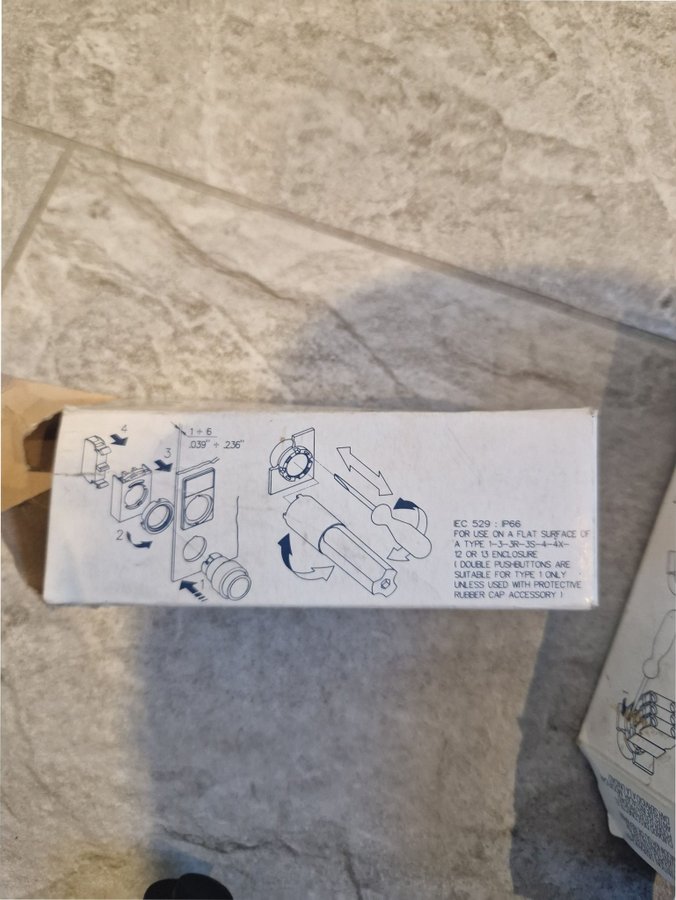 4
3
1 ÷ 6
.039" ÷ .236"
2
1
IEC 529 : IP66
FOR USE ON A FLAT SURFACE OF
A TYPE 1-3-3R-3S-4-4X-
12 OR 13 ENCLOSURE
( DOUBLE PUSHBUTTONS ARE
SUITABLE FOR TYPE 1 ONLY
UNLESS USED WITH PROTECTIVE
RUBBER CAP ACCESSORY )